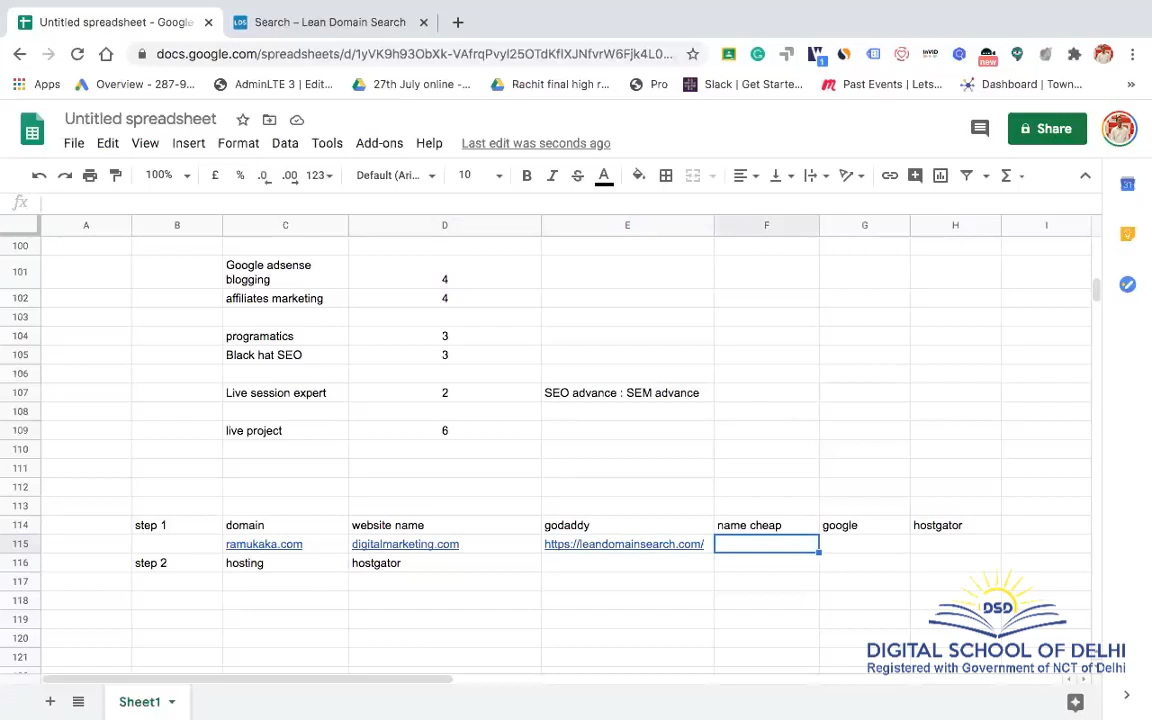 Untitled spreadsheet - Google
Search – Lean Domain Search
docs.google.com/spreadsheets/d/1yVK9h93ObXk-VAfrqPvyl25OTdKflXJNfvrW6Fjk4L0...
1
new
Apps
Overview - 287-9...
AdminLTE 3 | Edit...
27th July online -...
Rachit final high r...
Pro
Slack | Get Starte...
Past Events | Lets...
Dashboard | Town...
»
Untitled spreadsheet
File Edit View Insert Format Data Tools Add-ons Help Last edit was seconds ago
Share
100% £ % .0 .00 123 Default (Ari... 10 B I S A Σ
fx
A B C D E F G H I
100
101 Google adsense
blogging 4
102 affiliates marketing 4
103
104 programatics 3
105 Black hat SEO 3
106
107 Live session expert 2 SEO advance : SEM advance
108
109 live project 6
110
111
112
113
114 step 1 domain website name godaddy name cheap google hostgator
115 ramukaka.com digitalmarketing.com https://leandomainsearch.com/
116 step 2 hosting hostgator
117
118
119
120
121
DSD
DIGITAL SCHOOL OF DELHI
Registered with Government of NCT of Delhi
Sheet1